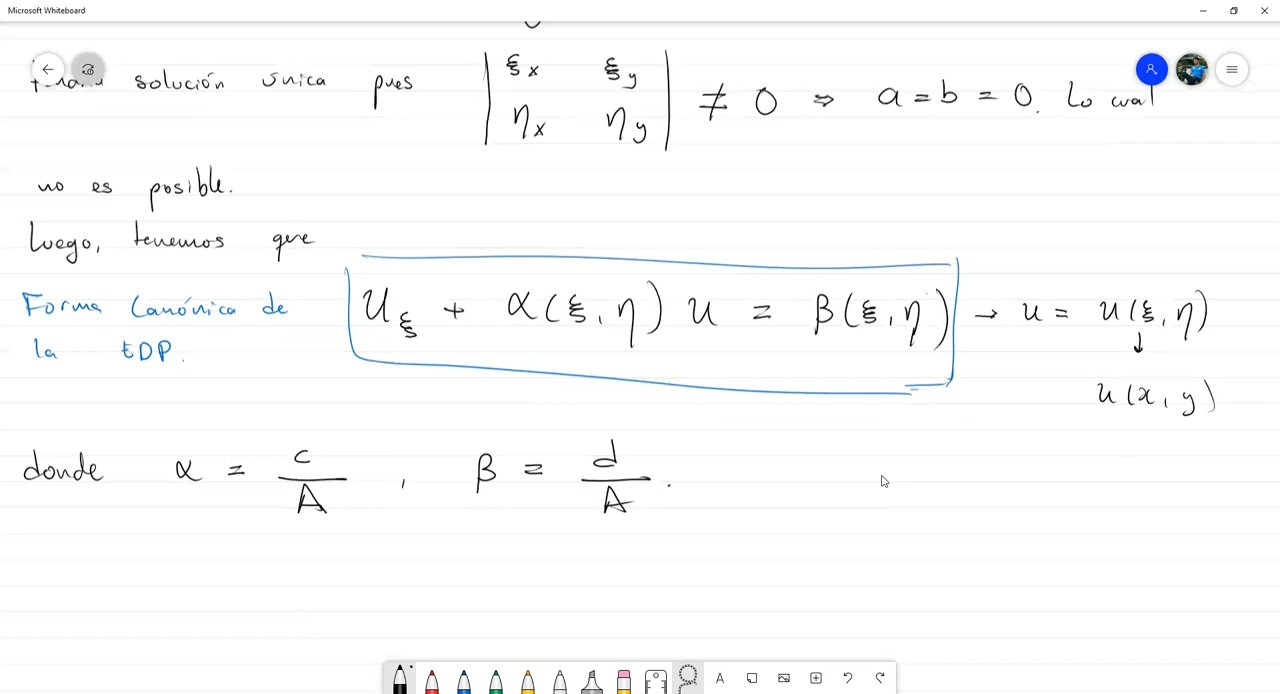 Microsoft Whiteboard
solución única pues | ξx ξy | ≠ 0 ⇒ a = b = 0. Lo cual
| ηx ηy |
no es posible.
Luego, tenemos que
Forma Canónica de la EDP.
uξ + α(ξ, η) u = β(ξ, η) → u = u(ξ, η)
↓
u(x, y)
donde α = c/A , β = d/A .
A